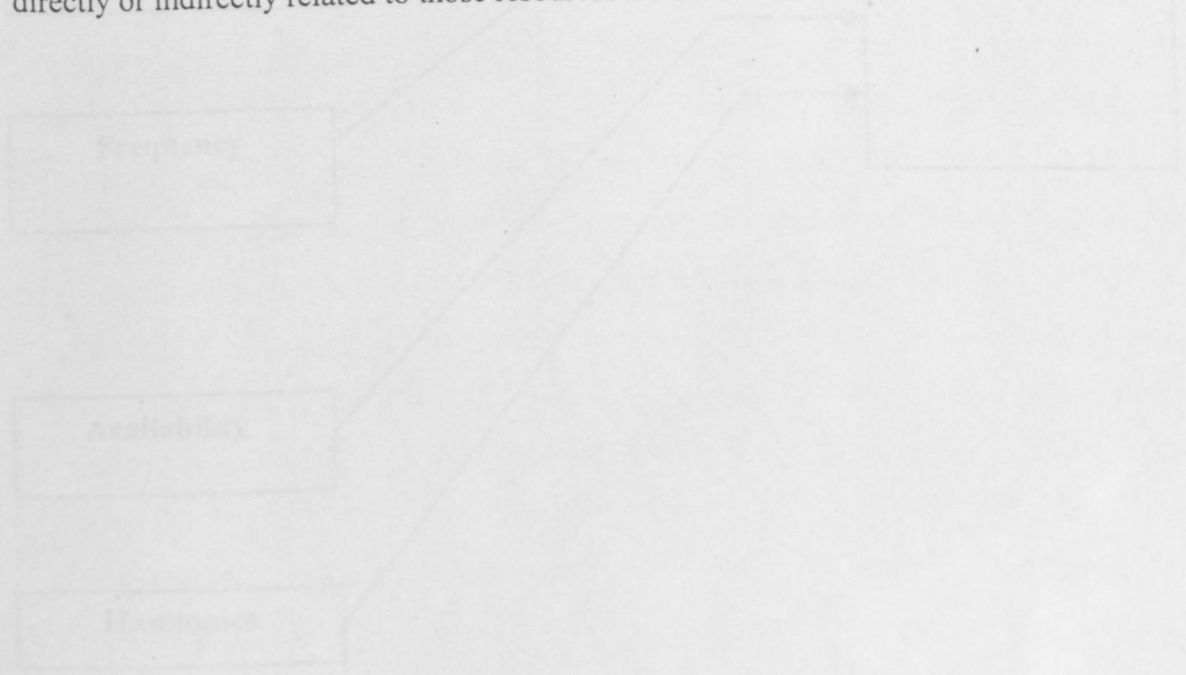 directly or indirectly related to those
Frequency
Availability
Harmonics